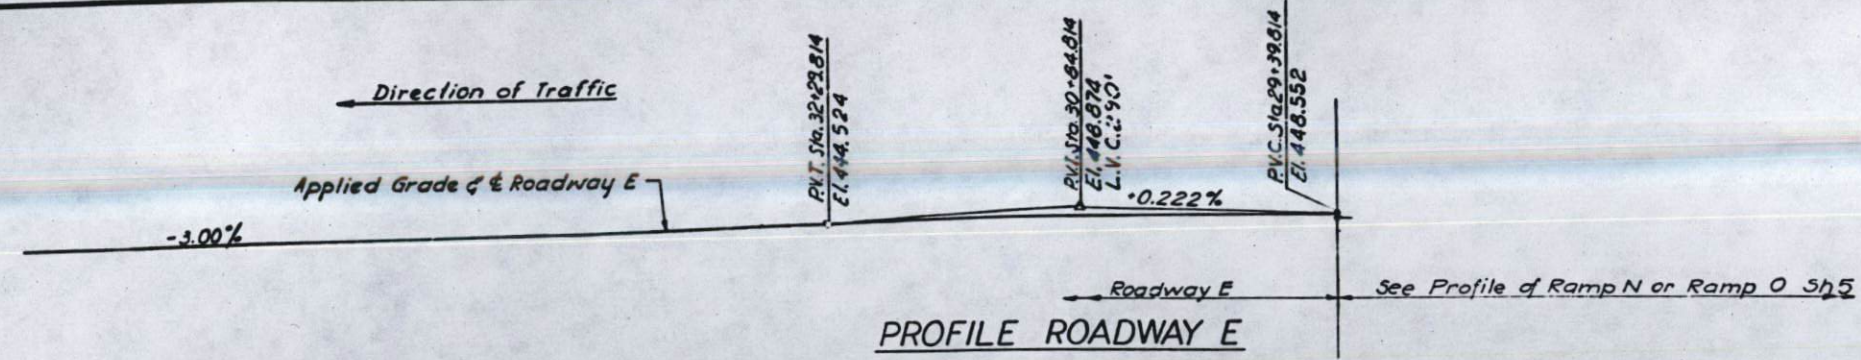 Direction of Traffic
P.V.T. Sta. 32+29.814
El. 444.524
P.V.I. Sta. 30+84.814
El. 448.874
P.V.C. Sta 29+39.814
El. 448.552
Applied Grade & ℄ Roadway E
+0.222%
-3.00%
Roadway E
See Profile of Ramp N or Ramp O Sh 5
PROFILE ROADWAY E